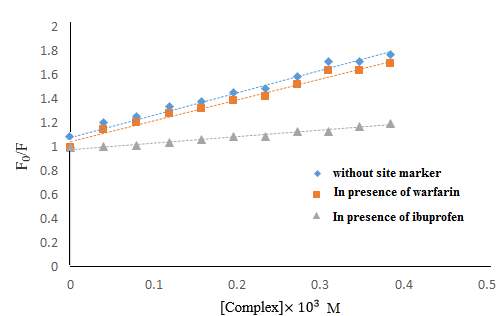 2
1.8
1.6
1.4
1.2
1
0.8
0.6
0.4
0.2
0
F₀/F
without site marker
In presence of warfarin
In presence of ibuprofen
0 0.1 0.2 0.3 0.4 0.5
[Complex]× 10³ M